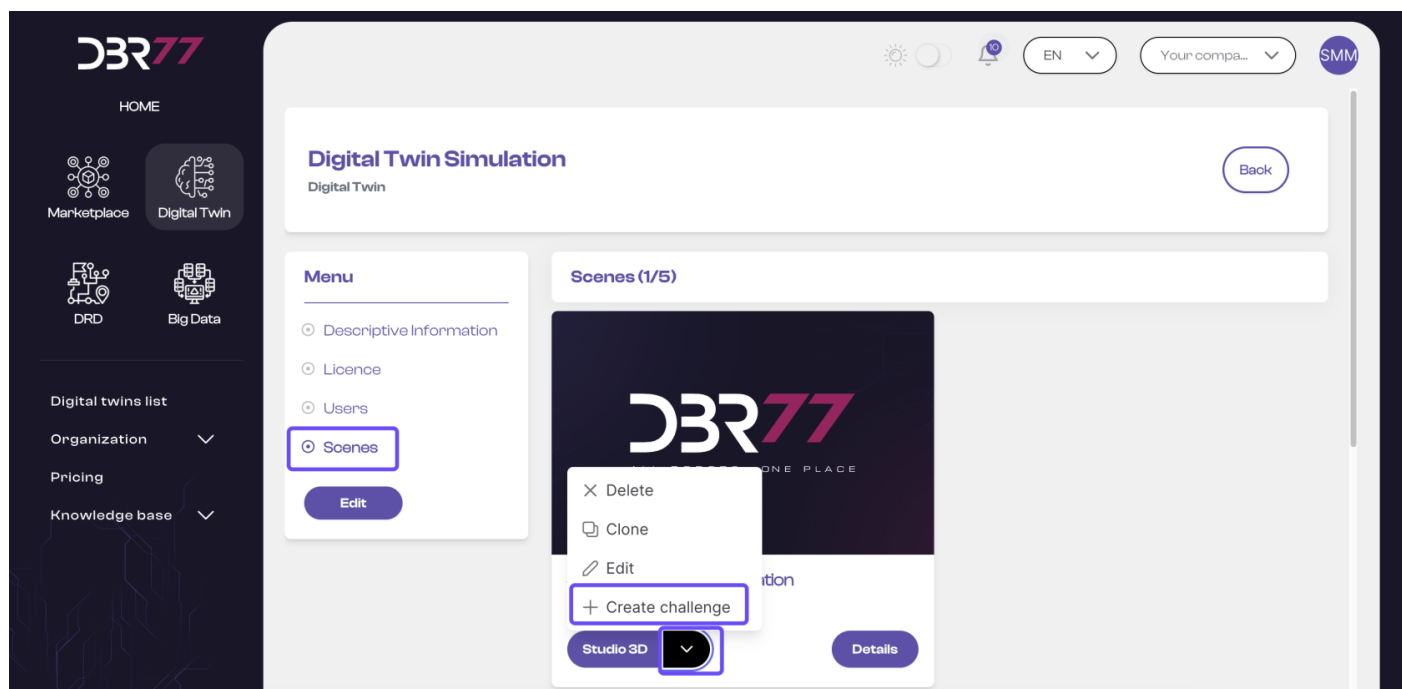 DBR77
HOME
Marketplace
Digital Twin
DRD
Big Data
Digital twins list
Organization
Pricing
Knowledge base
10
EN
Your compa...
SMM
Digital Twin Simulation
Digital Twin
Back
Menu
Descriptive Information
Licence
Users
Scenes
Edit
Scenes (1/5)
DBR77
ONE PLACE
Delete
Clone
Edit
Create challenge
Studio 3D
Details